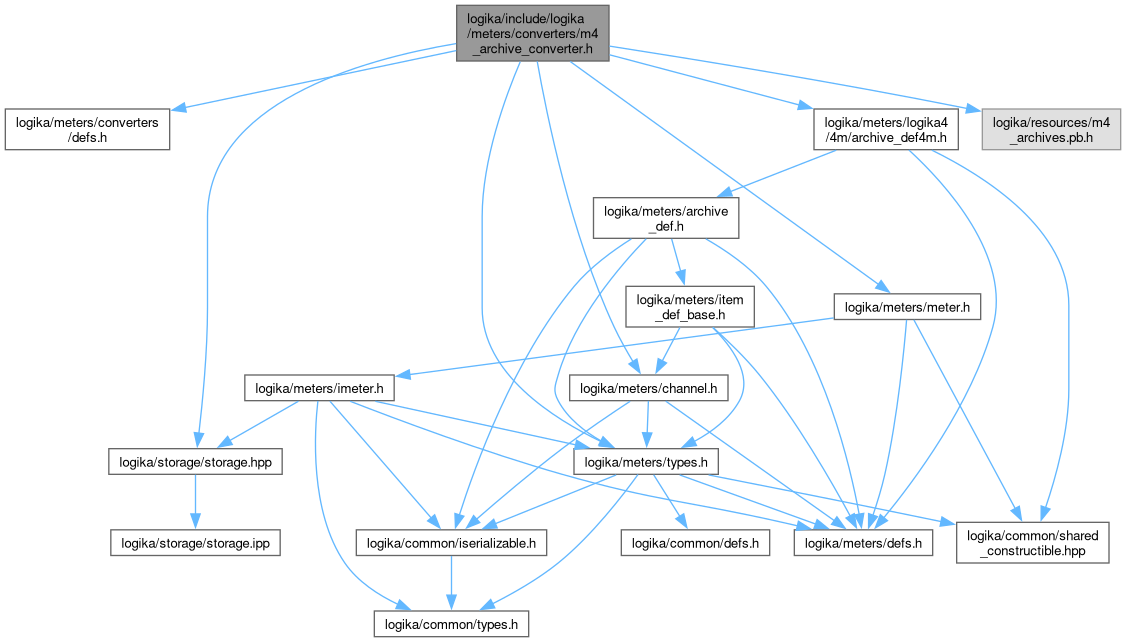 logika/include/logika
/meters/converters/m4
_archive_converter.h
logika/meters/converters
/defs.h
logika/meters/logika4
/4m/archive_def4m.h
logika/resources/m4
_archives.pb.h
logika/meters/archive
_def.h
logika/meters/item
_def_base.h
logika/meters/meter.h
logika/meters/imeter.h
logika/meters/channel.h
logika/storage/storage.hpp
logika/meters/types.h
logika/storage/storage.ipp
logika/common/iserializable.h
logika/common/defs.h
logika/meters/defs.h
logika/common/shared
_constructible.hpp
logika/common/types.h